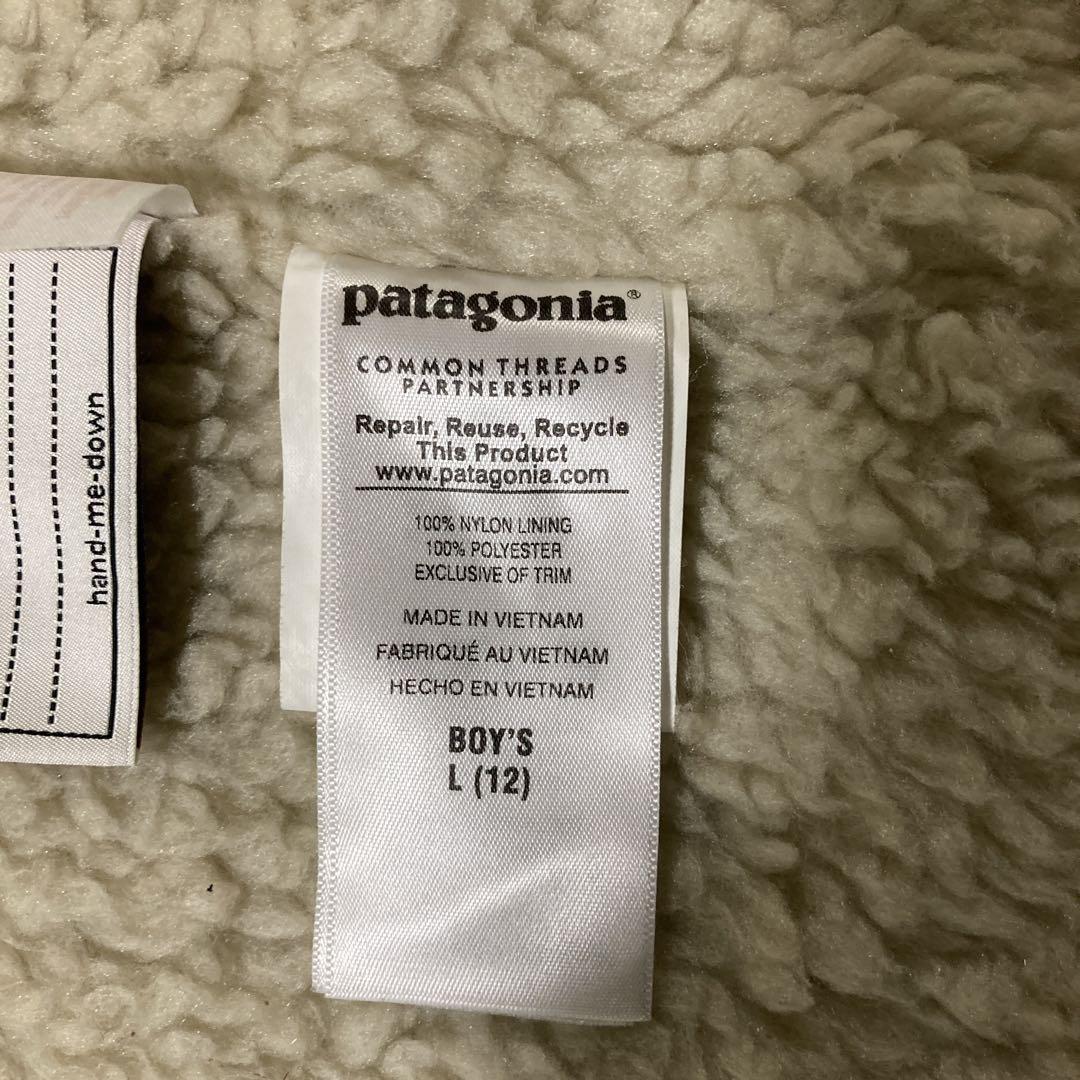 patagonia®
COMMON THREADS
PARTNERSHIP
Repair, Reuse, Recycle
This Product
www.patagonia.com
100% NYLON LINING
100% POLYESTER
EXCLUSIVE OF TRIM
MADE IN VIETNAM
FABRIQUÉ AU VIETNAM
HECHO EN VIETNAM
BOY'S
L (12)
hand-me-down